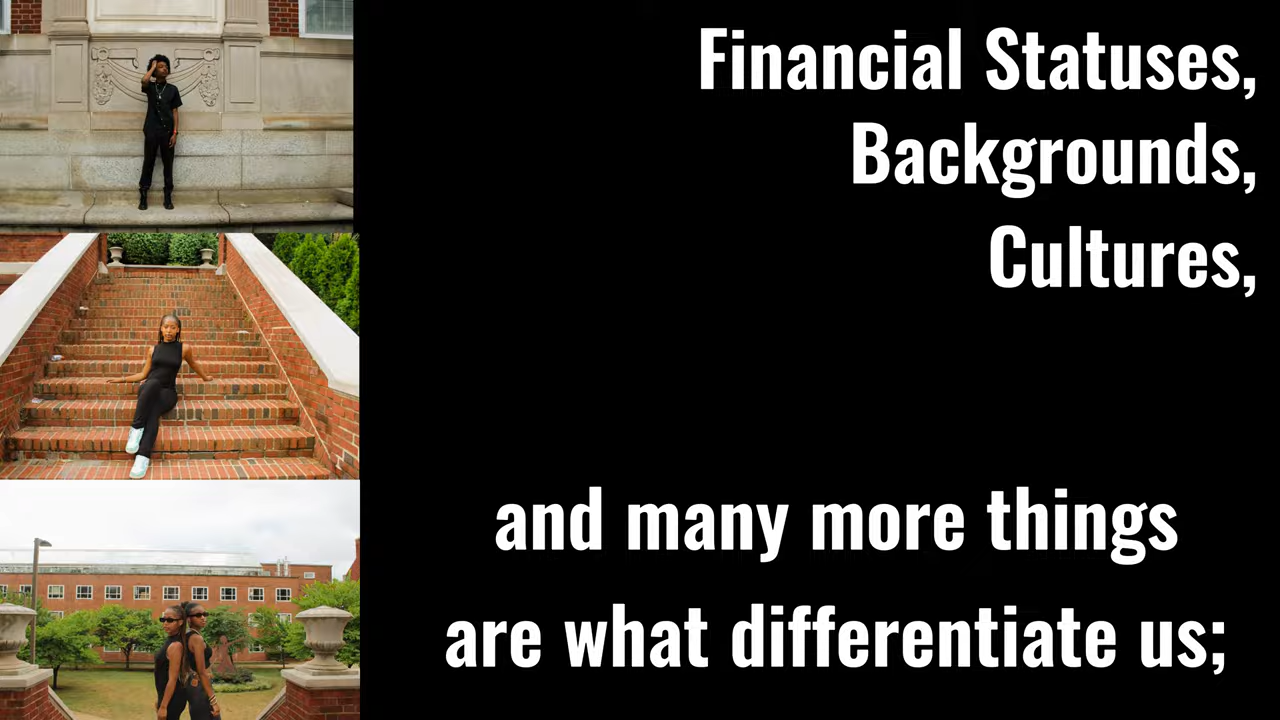 Financial Statuses,
Backgrounds,
Cultures,
and many more things
are what differentiate us;